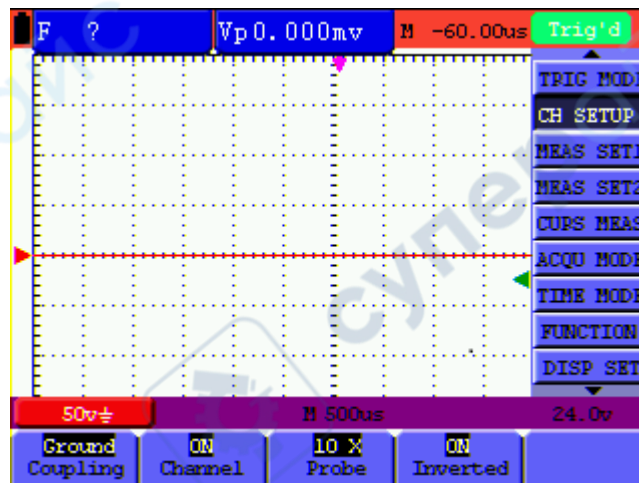 F ? Vp0.000mv M -60.00us Trig'd
TRIG MODE
CH SETUP
MEAS SET1
MEAS SET2
CURS MEAS
ACQU MODE
TIME MODE
FUNCTION
DISP SET
50v M 500us 24.0v
Ground ON 10 X ON
Coupling Channel Probe Inverted